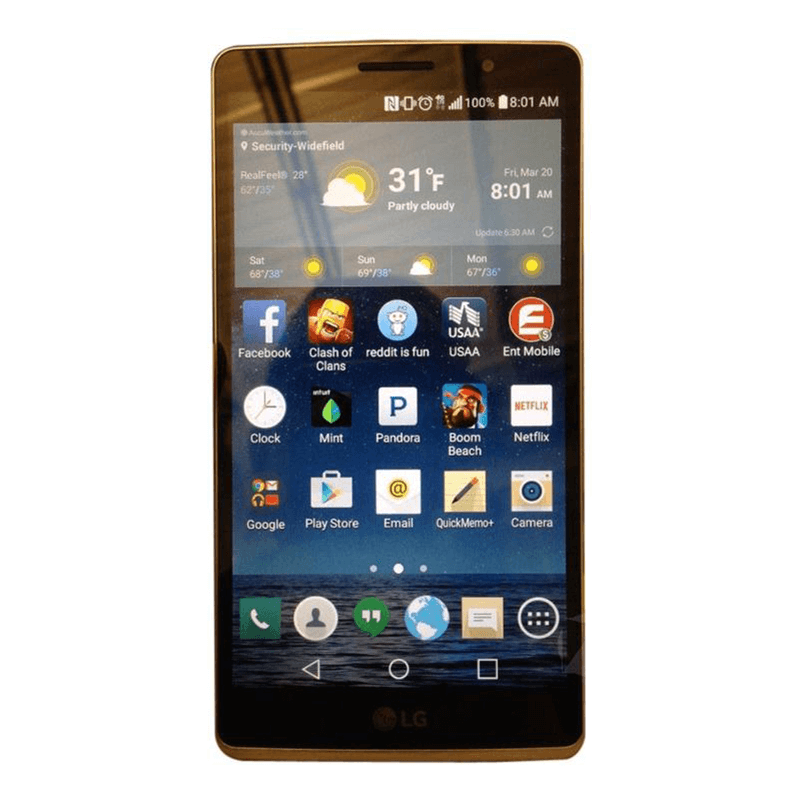 100% 8:01 AM
AccuWeather.com
Security-Widefield
RealFeel® 28°
62°/35°
31°F
Partly cloudy
Fri, Mar 20
8:01 AM
Update 6:30 AM
Sat
68°/38°
Sun
69°/38°
Mon
67°/36°
USAA®
Facebook Clash of Clans reddit is fun USAA Ent Mobile
intuit
P
NETFLIX
Clock Mint Pandora Boom Beach Netflix
@
Google Play Store Email QuickMemo+ Camera
LG